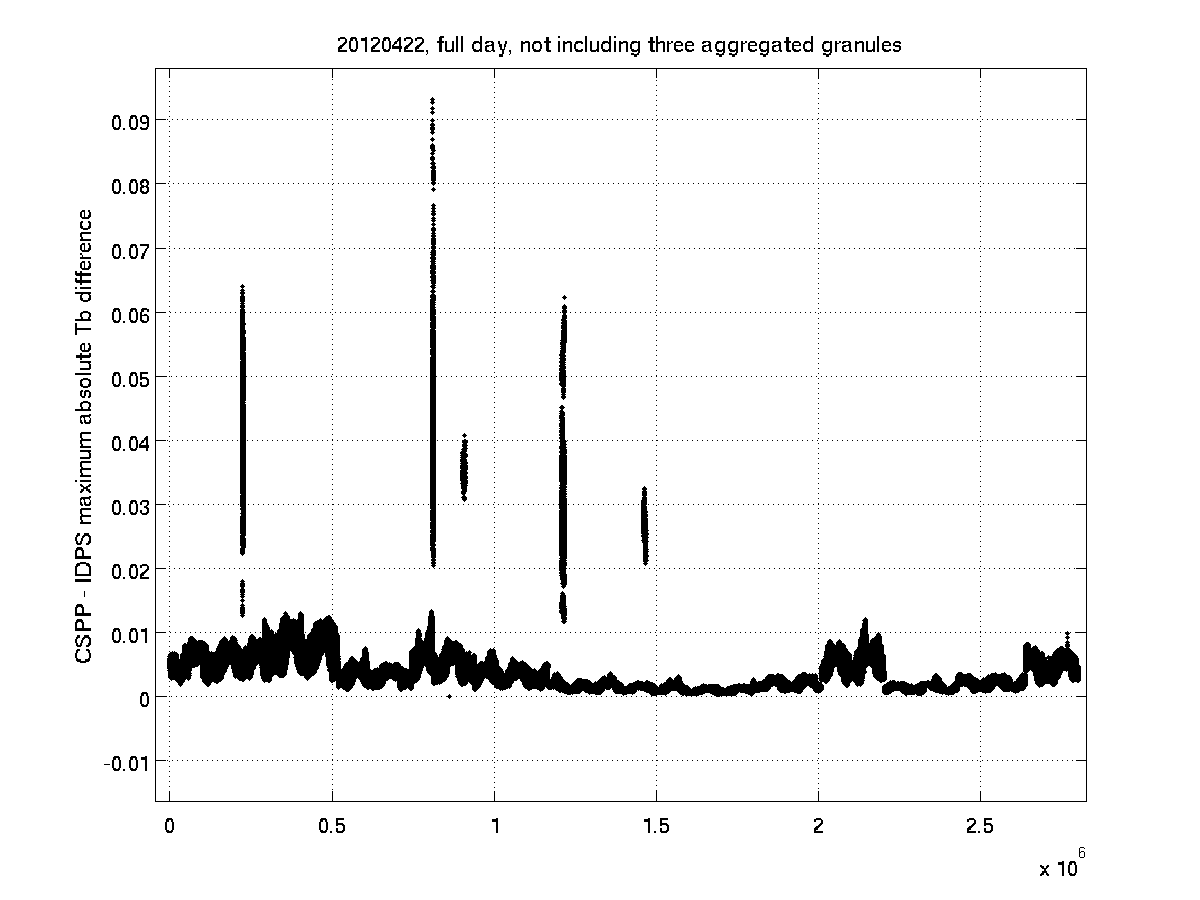 20120422, full day, not including three aggregated granules
CSPP - IDPS maximum absolute Tb difference
0.09
0.08
0.07
0.06
0.05
0.04
0.03
0.02
0.01
0
-0.01
0 0.5 1 1.5 2 2.5
x 10^6